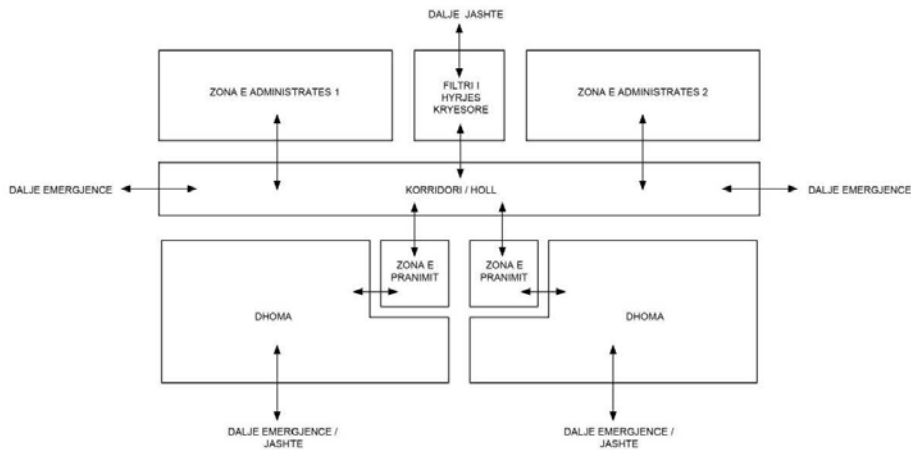 DALJE JASHTE
ZONA E ADMINISTRATES 1
FILTRI I
HYRJES
KRYESORE
ZONA E ADMINISTRATES 2
DALJE EMERGJENCE
KORRIDORI / HOLL
DALJE EMERGJENCE
ZONA E
PRANIMIT
ZONA E
PRANIMIT
DHOMA
DHOMA
DALJE EMERGJENCE /
JASHTE
DALJE EMERGJENCE /
JASHTE